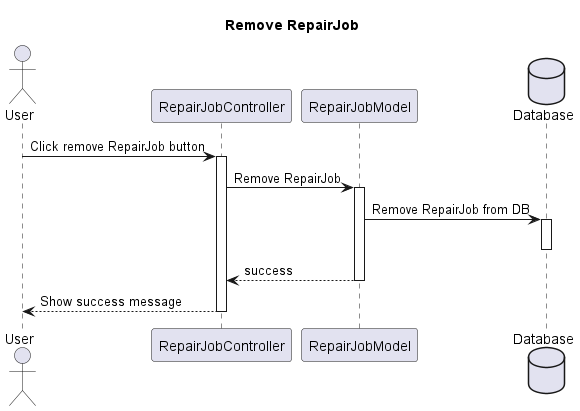 Remove RepairJob
User
RepairJobController
RepairJobModel
Database
Click remove RepairJob button
Remove RepairJob
Remove RepairJob from DB
success
Show success message
User
RepairJobController
RepairJobModel
Database